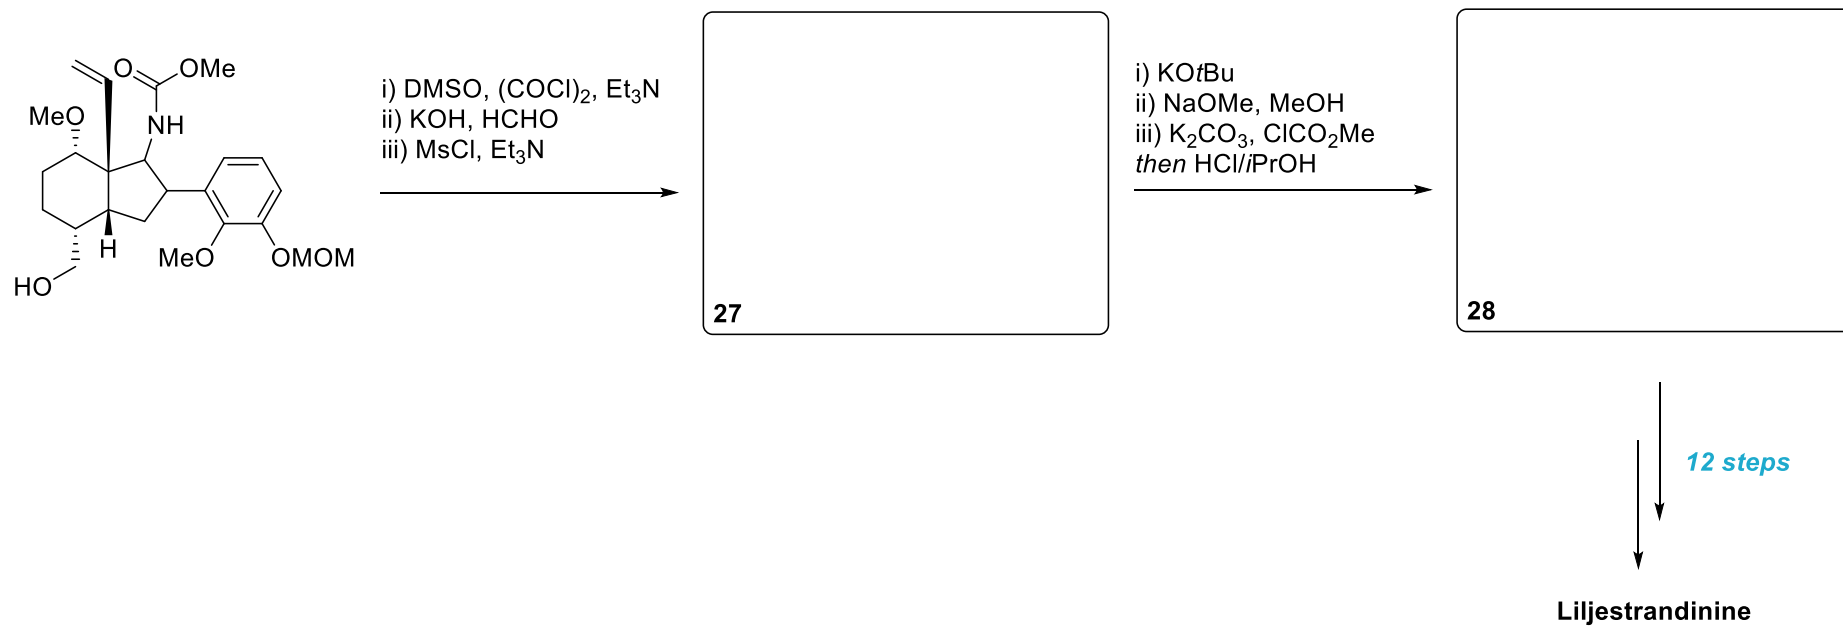 O
OMe
MeO
NH
H
MeO
OMOM
HO
i) DMSO, (COCl)₂, Et₃N
ii) KOH, HCHO
iii) MsCl, Et₃N
27
i) KOtBu
ii) NaOMe, MeOH
iii) K₂CO₃, ClCO₂Me
then HCl/iPrOH
28
12 steps
Liljestrandinine